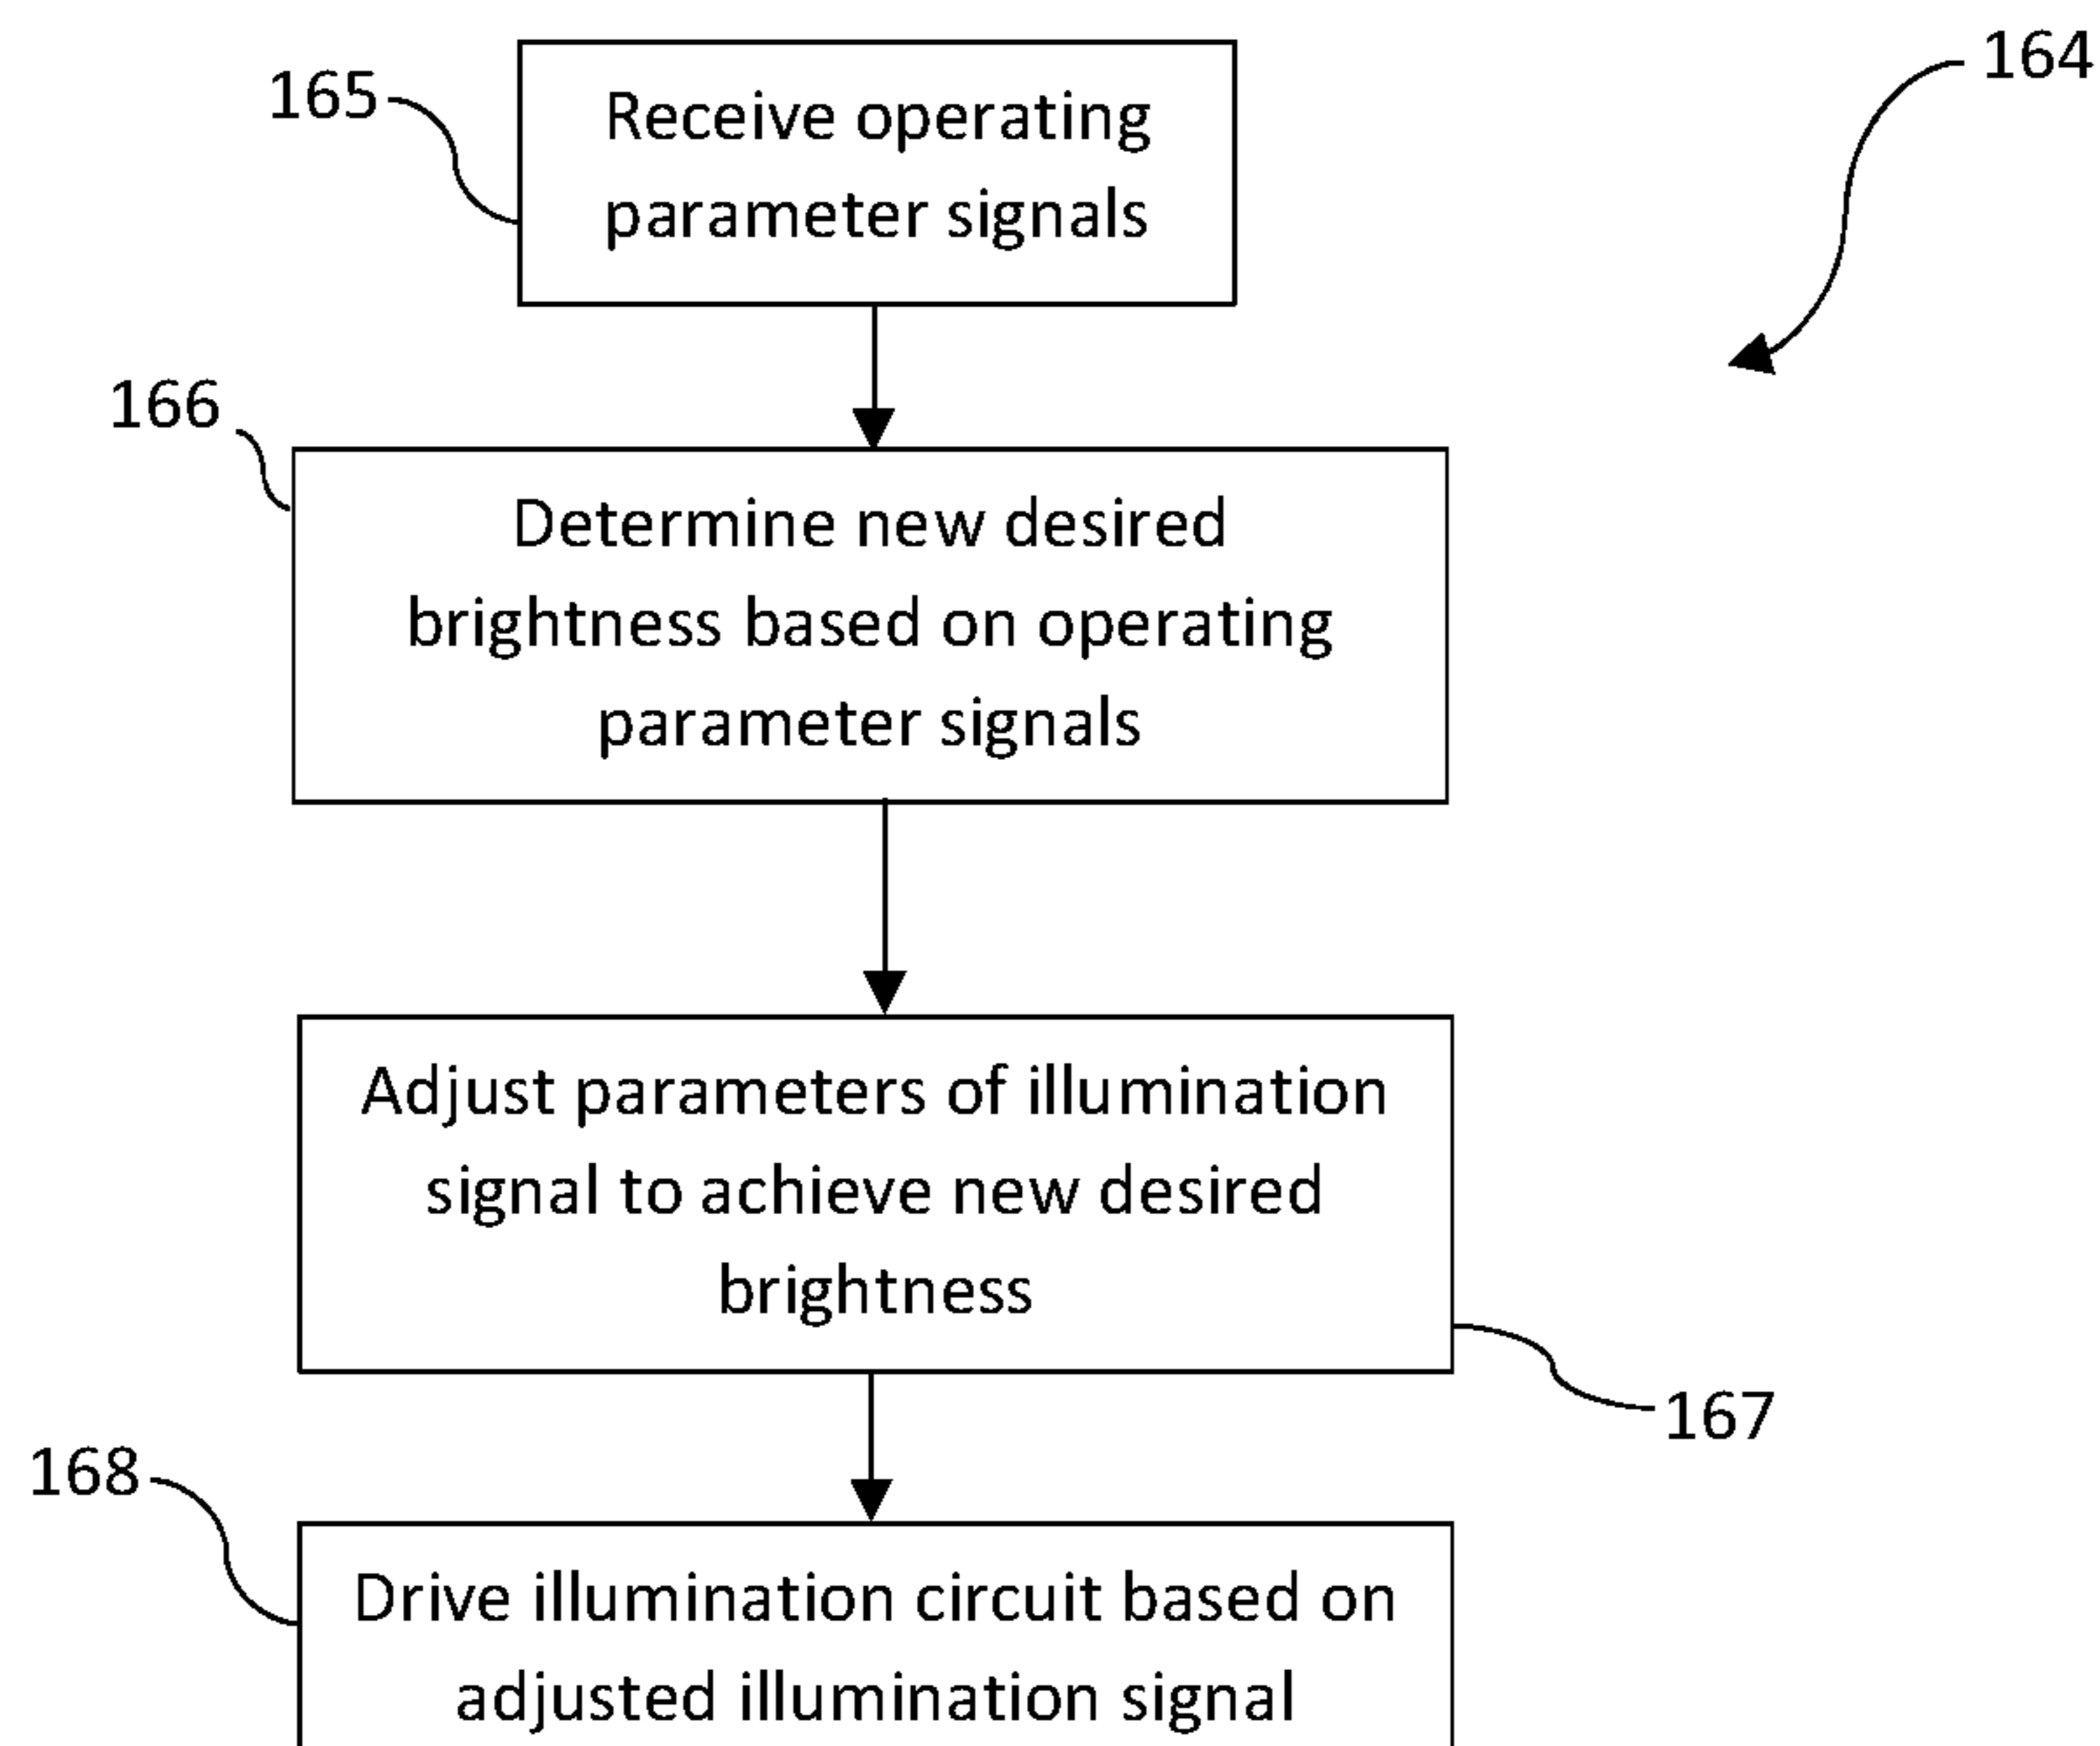 164
165
Receive operating
parameter signals
166
Determine new desired
brightness based on operating
parameter signals
Adjust parameters of illumination
signal to achieve new desired
brightness
167
168
Drive illumination circuit based on
adjusted illumination signal